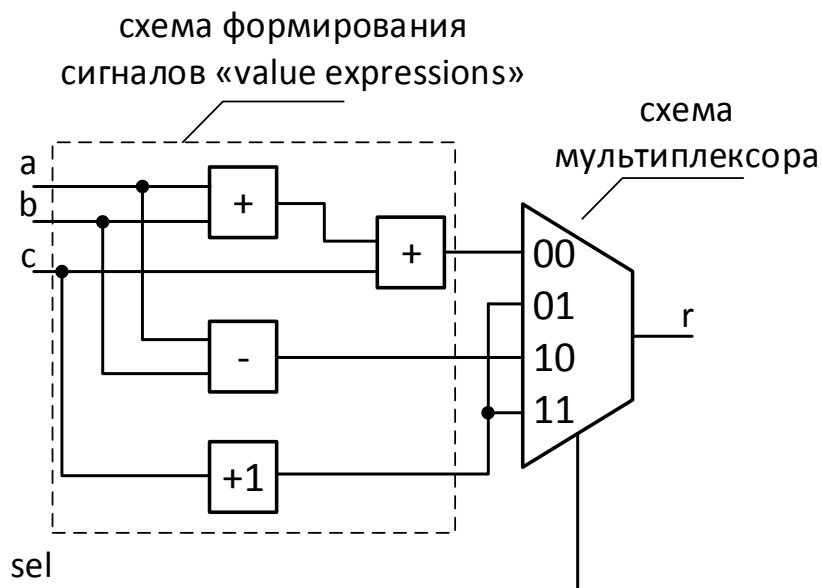 схема формирования
сигналов «value expressions»
схема
мультиплексора
a
b
c
+
+
-
+1
00
01
10
11
r
sel